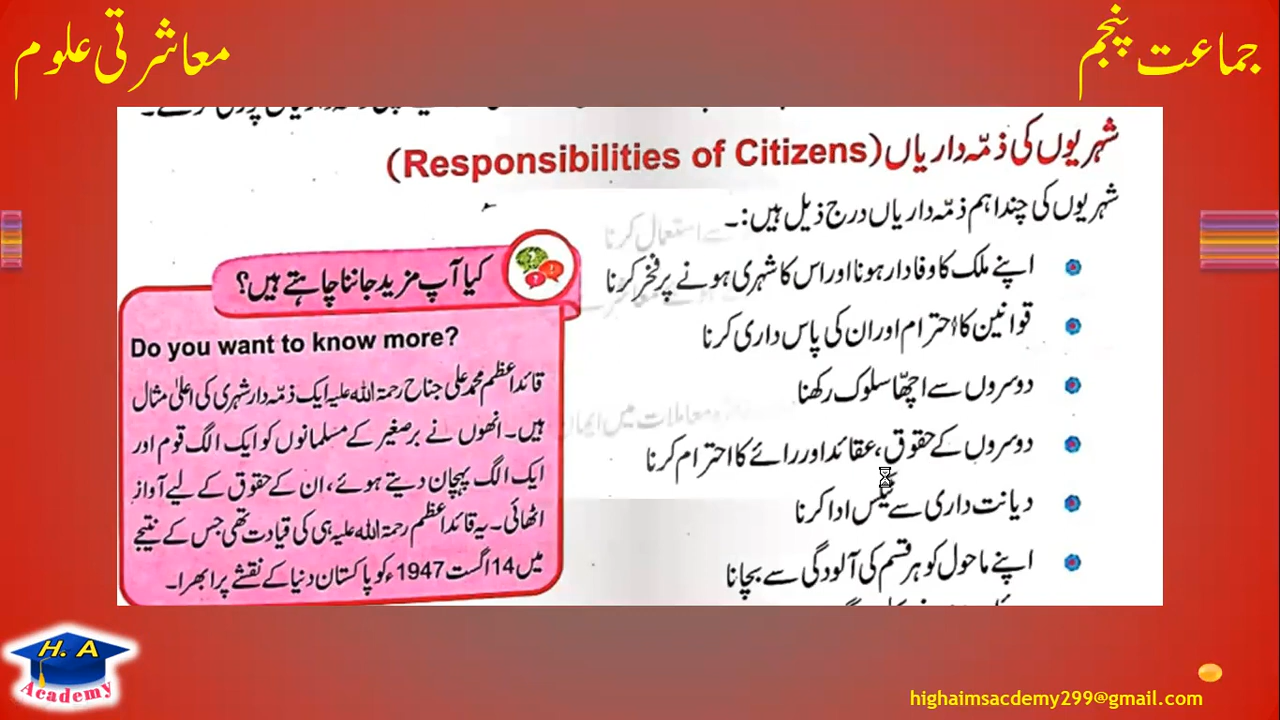 جماعت پنجم
معاشرتی علوم
شہریوں کی ذمّہ داریاں (Responsibilities of Citizens)
شہریوں کی چند اہم ذمّہ داریاں درج ذیل ہیں:۔
اپنے ملک کا وفادار ہونا اور اس کا شہری ہونے پر فخر کرنا
قوانین کا احترام اور ان کی پاس داری کرنا
دوسروں سے اچھّا سلوک رکھنا
دوسروں کے حقوق، عقائد اور رائے کا احترام کرنا
دیانت داری سے ٹیکس ادا کرنا
اپنے ماحول کو ہر قسم کی آلودگی سے بچانا
کیا آپ مزید جاننا چاہتے ہیں؟
Do you want to know more?
قائداعظم محمد علی جناح رحمۃ اللہ علیہ ایک ذمّہ دار شہری کی اعلیٰ مثال
ہیں۔ انھوں نے برصغیر کے مسلمانوں کو ایک الگ قوم اور
ایک الگ پہچان دیتے ہوئے، ان کے حقوق کے لیے آواز
اٹھائی۔ یہ قائداعظم رحمۃ اللہ علیہ ہی کی قیادت تھی جس کے نتیجے
میں 14 اگست 1947ء کو پاکستان دنیا کے نقشے پر ابھرا۔
H. A
Academy
highaimsacdemy299@gmail.com